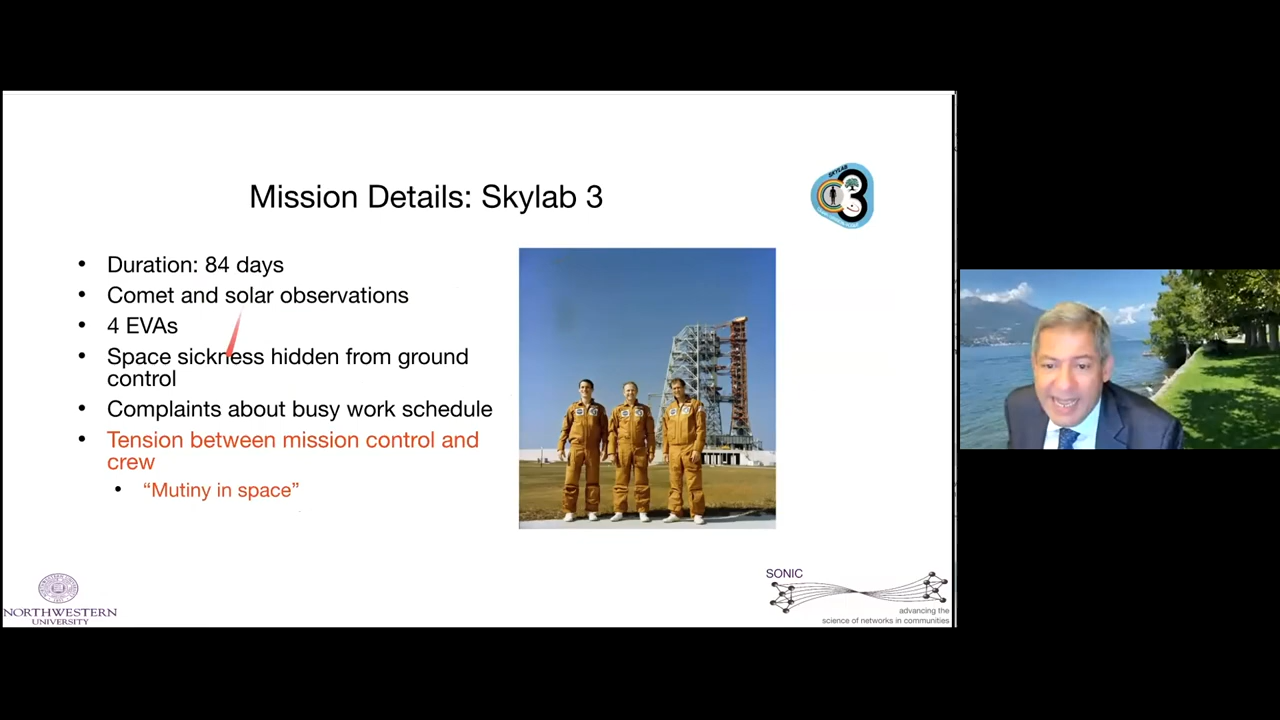 Mission Details: Skylab 3
SKYLAB
3
• Duration: 84 days
• Comet and solar observations
• 4 EVAs
• Space sickness hidden from ground
control
• Complaints about busy work schedule
• Tension between mission control and
crew
• “Mutiny in space”
NORTHWESTERN
UNIVERSITY
SONIC
advancing the
science of networks in communities